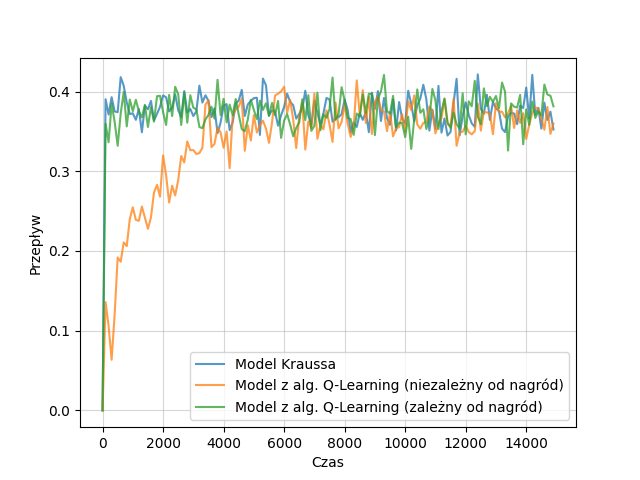 0.4
0.3
0.2
0.1
0.0
Przepływ
Model Kraussa
Model z alg. Q-Learning (niezależny od nagród)
Model z alg. Q-Learning (zależny od nagród)
0 2000 4000 6000 8000 10000 12000 14000
Czas